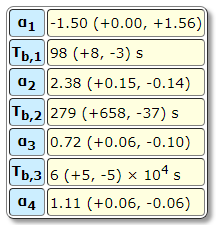 α1 -1.50 (+0.00, +1.56)
Tb,1 98 (+8, -3) s
α2 2.38 (+0.15, -0.14)
Tb,2 279 (+658, -37) s
α3 0.72 (+0.06, -0.10)
Tb,3 6 (+5, -5) × 10⁴ s
α4 1.11 (+0.06, -0.06)